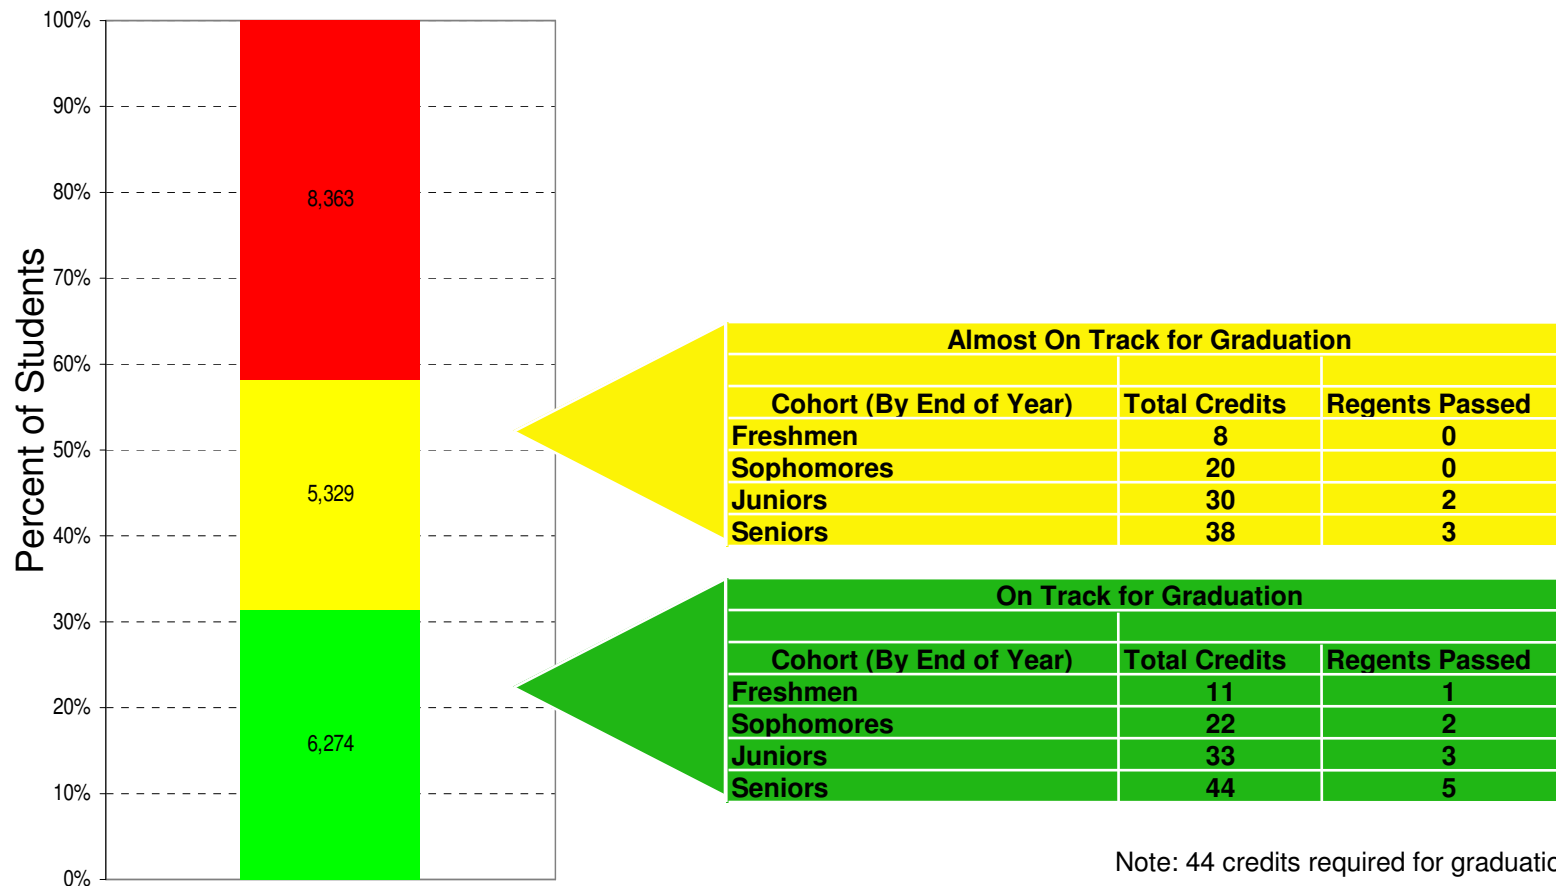 100%
90%
80%
70%
60%
50%
40%
30%
20%
10%
0%
Percent of Students
8,363
5,329
6,274
Almost On Track for Graduation
Cohort (By End of Year) Total Credits Regents Passed
Freshmen 8 0
Sophomores 20 0
Juniors 30 2
Seniors 38 3
On Track for Graduation
Cohort (By End of Year) Total Credits Regents Passed
Freshmen 11 1
Sophomores 22 2
Juniors 33 3
Seniors 44 5
Note: 44 credits required for graduatio